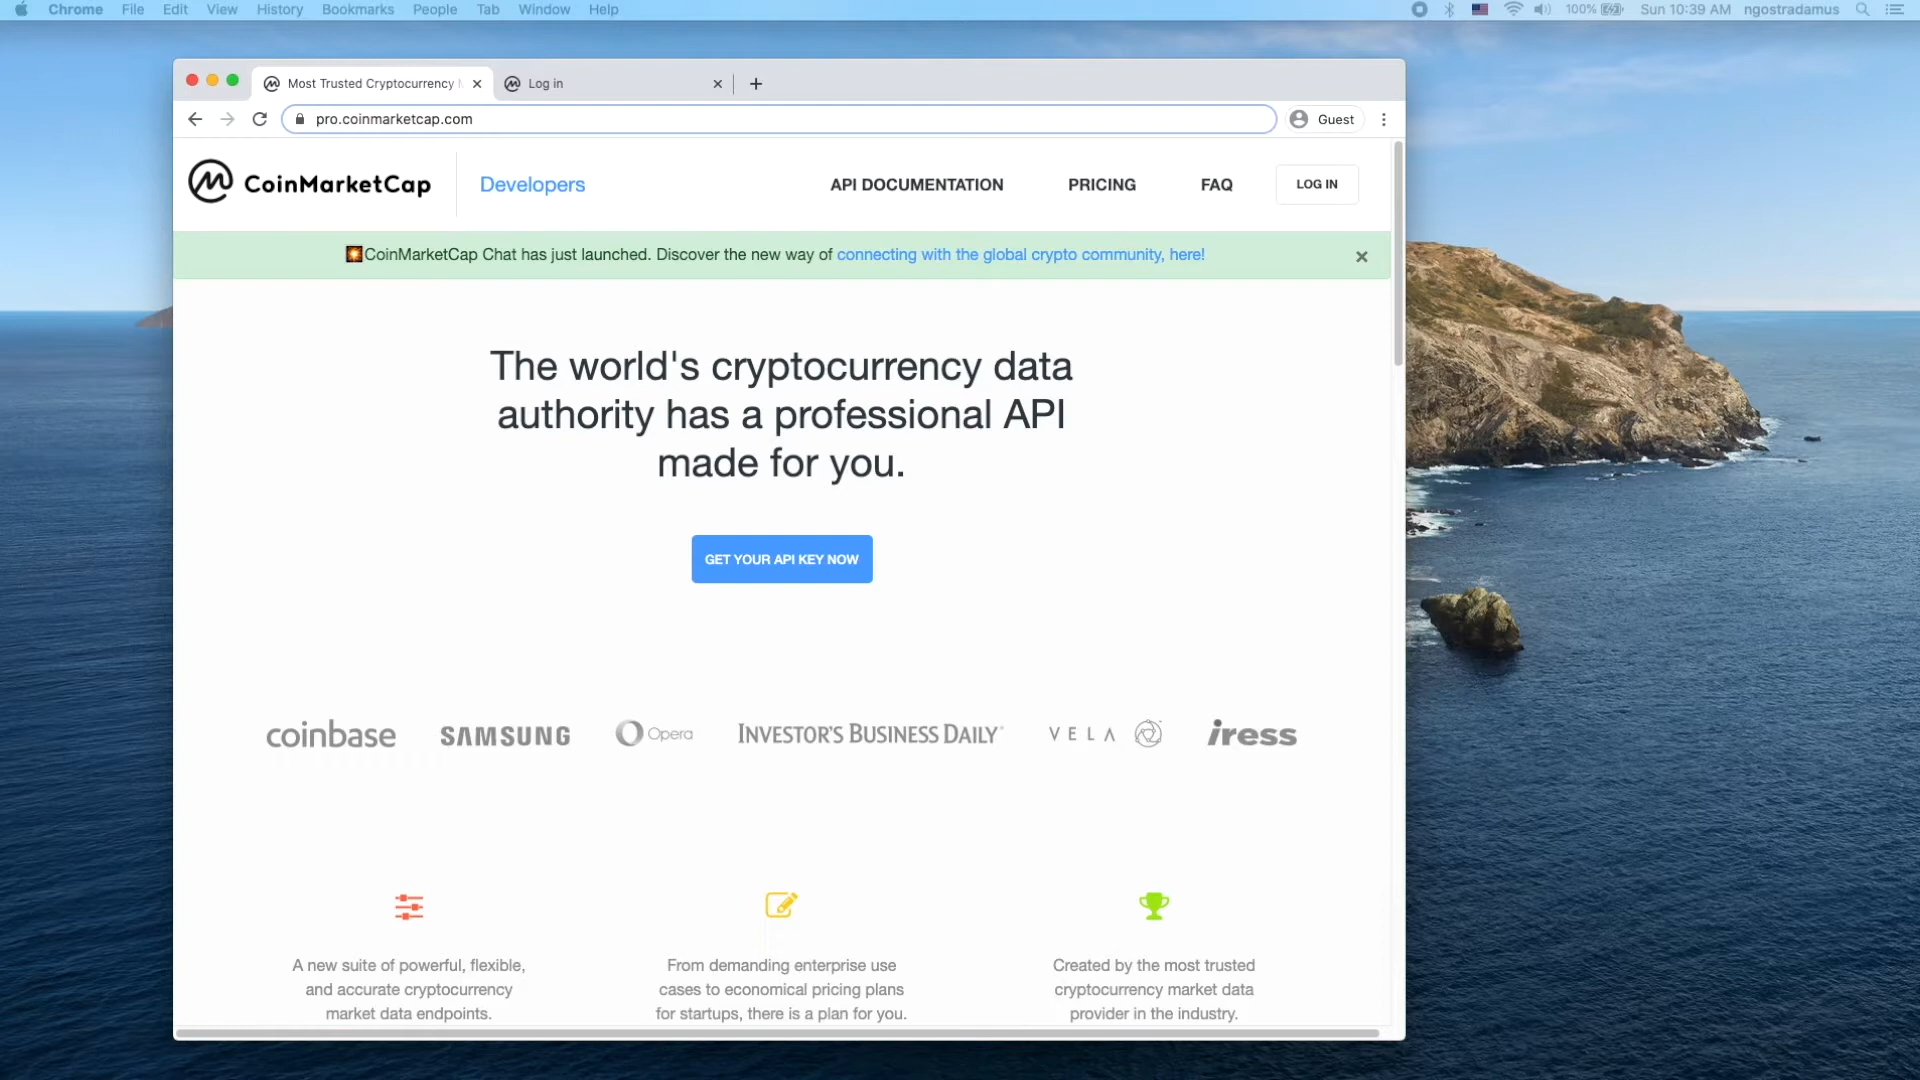 Chrome File Edit View History Bookmarks People Tab Window Help
100% Sun 10:39 AM ngostradamus
Most Trusted Cryptocurrency
Log in
pro.coinmarketcap.com
Guest
CoinMarketCap
Developers
API DOCUMENTATION
PRICING
FAQ
LOG IN
CoinMarketCap Chat has just launched. Discover the new way of connecting with the global crypto community, here!
The world's cryptocurrency data
authority has a professional API
made for you.
GET YOUR API KEY NOW
coinbase
SAMSUNG
Opera
INVESTOR'S BUSINESS DAILY
VELA
iress
A new suite of powerful, flexible,
and accurate cryptocurrency
market data endpoints.
From demanding enterprise use
cases to economical pricing plans
for startups, there is a plan for you.
Created by the most trusted
cryptocurrency market data
provider in the industry.